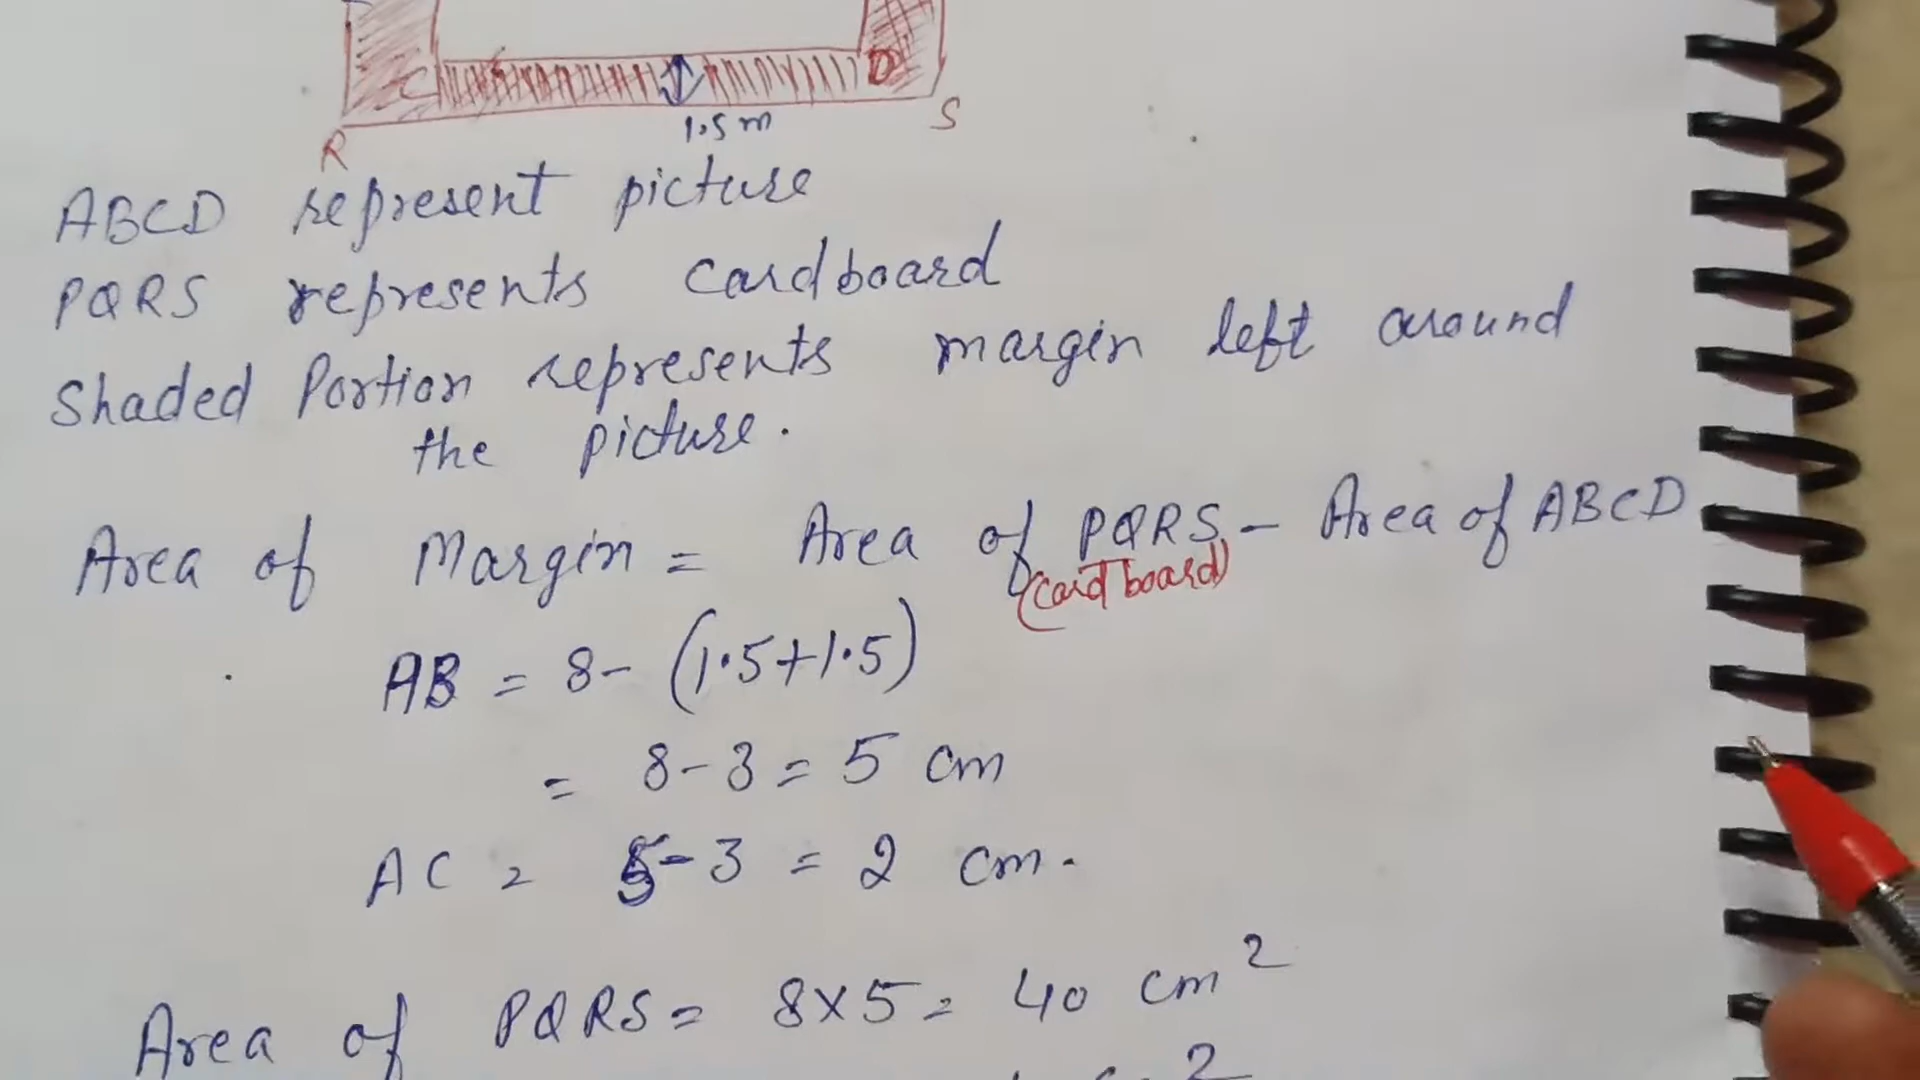 C D
1.5 m
R S
ABCD represent picture
PQRS represents cardboard
Shaded Portion represents margin left around
the picture.
Area of Margin = Area of PQRS - Area of ABCD
(card board)
AB = 8- (1.5+1.5)
= 8-3 = 5 cm
AC = 5-3 = 2 cm.
Area of PQRS = 8×5 = 40 cm²